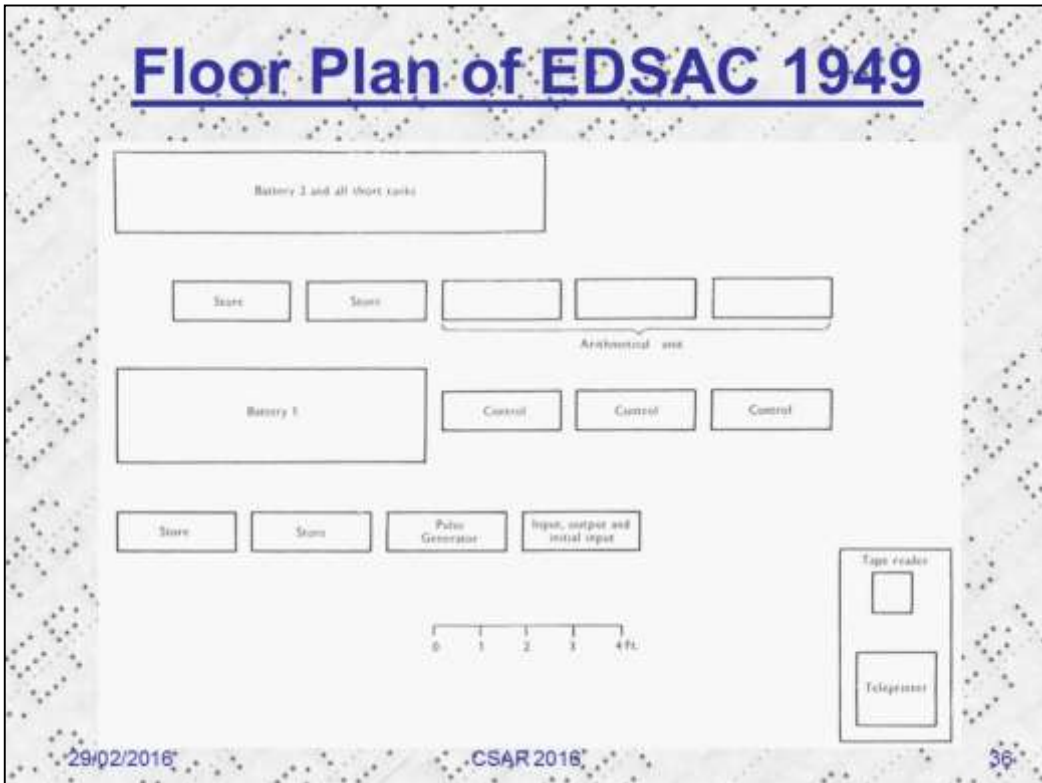 Floor Plan of EDSAC 1949
Battery 2 and all short tanks
Store
Store
Arithmetical unit
Battery 1
Control
Control
Control
Store
Store
Pulse
Generator
Input, output and
initial input
Tape reader
0 1 2 3 4 Ft.
Teleprinter
29/02/2016
CSAR 2016
36